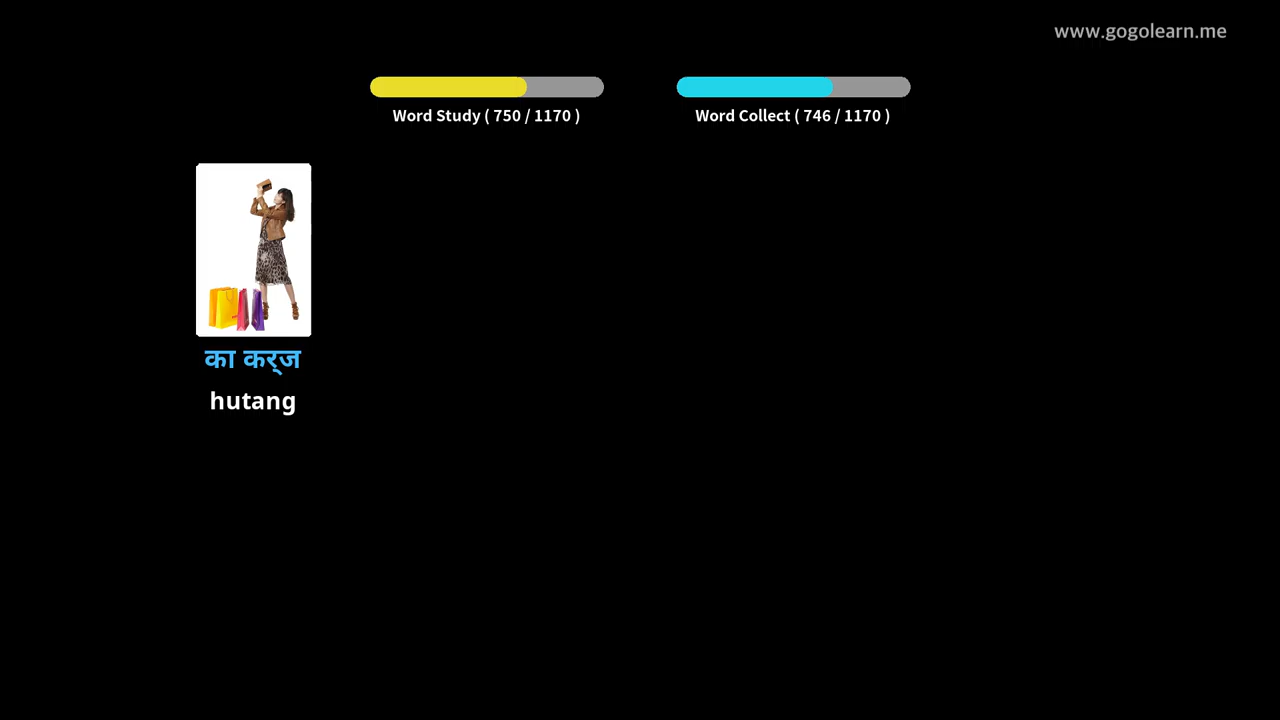 www.gogolearn.me
Word Study ( 750 / 1170 )
Word Collect ( 746 / 1170 )
का कर्‌ज
hutang